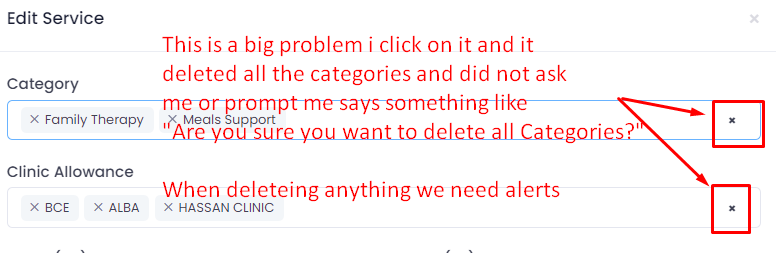 Edit Service ×
This is a big problem i click on it and it
deleted all the categories and did not ask
Category
me or prompt me says something like
× Family Therapy × Meals Support ×
"Are you sure you want to delete all Categories?"
Clinic Allowance
When deleteing anything we need alerts
× BCE × ALBA × HASSAN CLINIC ×